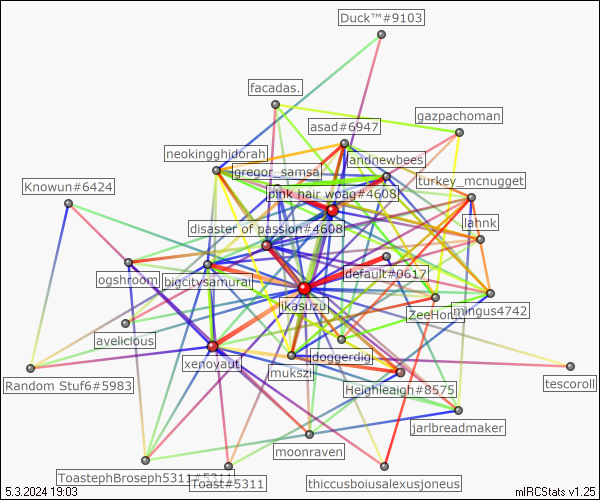 Duck™#9103
facadas.
gazpachoman
asad#6947
neokingghidorah
andnewbees
gregor_samsa
Knowun#6424
turkey_mcnugget
pink hair woag#4608
lahnk
disaster of passion#4608
ogshroom
bigcitysamurai
default#0617
likasuzu
ZeeHon
mingus4742
avelicious
doggerdig
xenoyaut
mukszi
Random Stuf6#5983
Heighleaigh#8575
tescoroll
jarlbreadmaker
moonraven
ToastephBroseph5311#5311
Toast#5311
thiccusboiusalexusjoneus
5.3.2024 19:03
mIRCStats v1.25